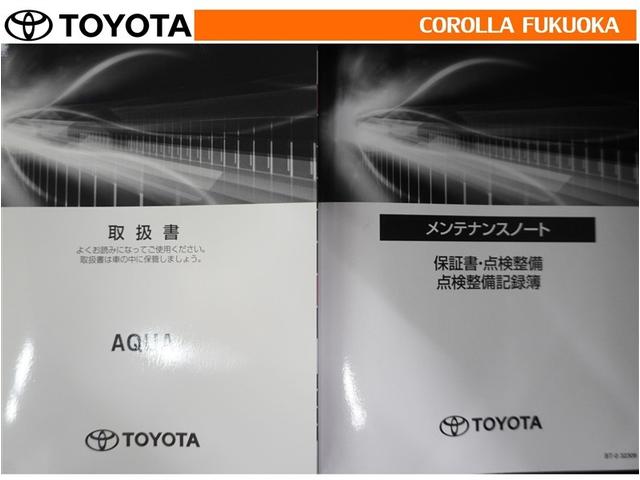 TOYOTA
COROLLA FUKUOKA
取扱書
よくお読みになってご使用ください。
取扱書は車の中に保管しましょう。
AQUA
TOYOTA
メンテナンスノート
保証書・点検整備
点検整備記録簿
TOYOTA